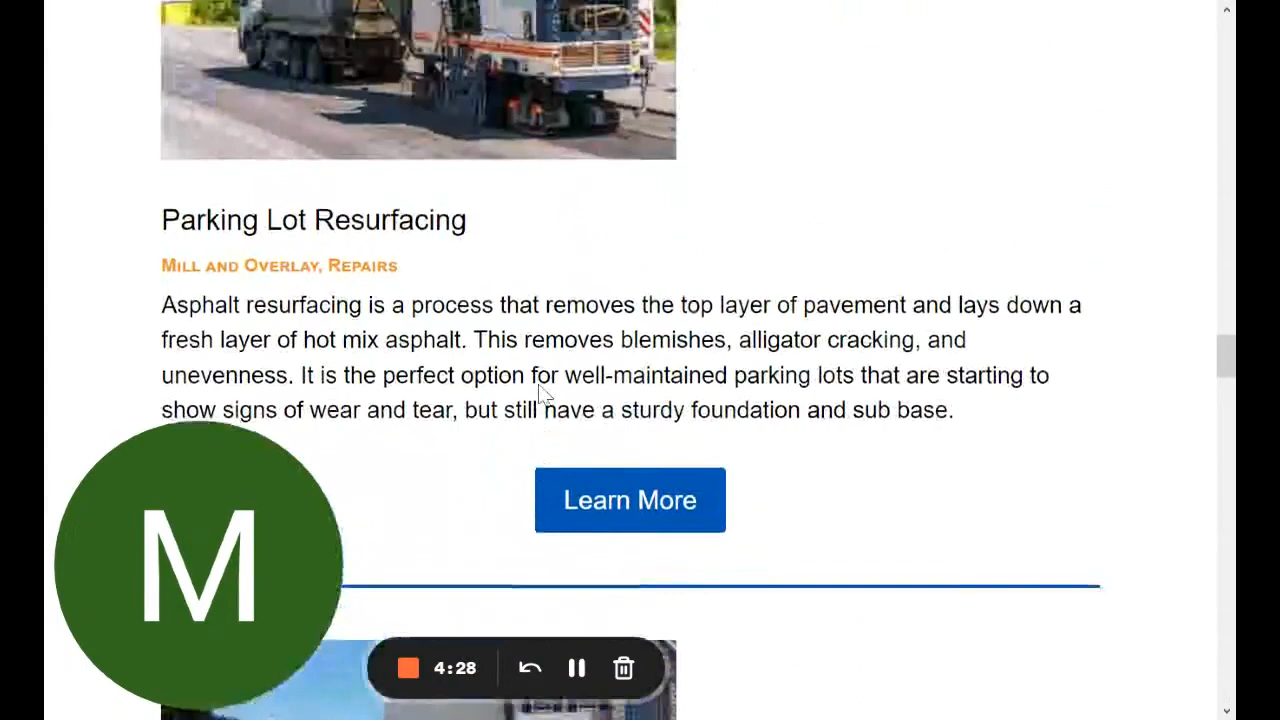 Parking Lot Resurfacing
Mill and Overlay, Repairs
Asphalt resurfacing is a process that removes the top layer of pavement and lays down a
fresh layer of hot mix asphalt. This removes blemishes, alligator cracking, and
unevenness. It is the perfect option for well-maintained parking lots that are starting to
show signs of wear and tear, but still have a sturdy foundation and sub base.
Learn More
M
4:28